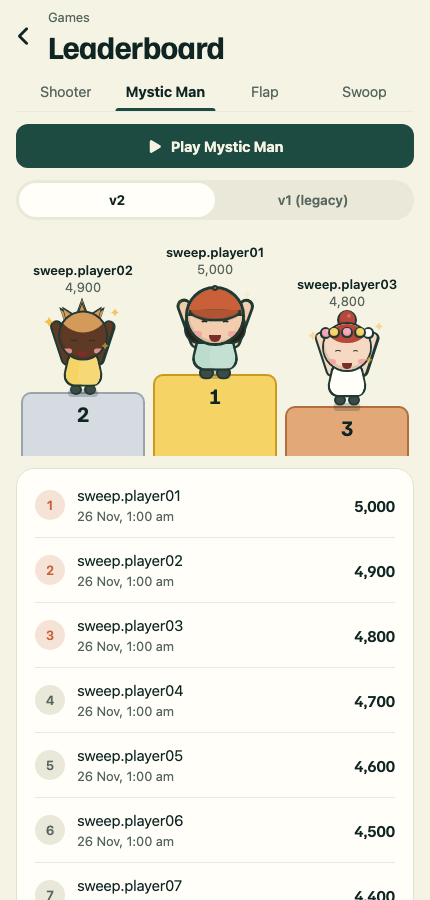 Games
Leaderboard
Shooter
Mystic Man
Flap
Swoop
Play Mystic Man
v2
v1 (legacy)
sweep.player01
5,000
sweep.player02
4,900
sweep.player03
4,800
1
2
3
1
sweep.player01
26 Nov, 1:00 am
5,000
2
sweep.player02
26 Nov, 1:00 am
4,900
3
sweep.player03
26 Nov, 1:00 am
4,800
4
sweep.player04
26 Nov, 1:00 am
4,700
5
sweep.player05
26 Nov, 1:00 am
4,600
6
sweep.player06
26 Nov, 1:00 am
4,500
7
sweep.player07
4,400